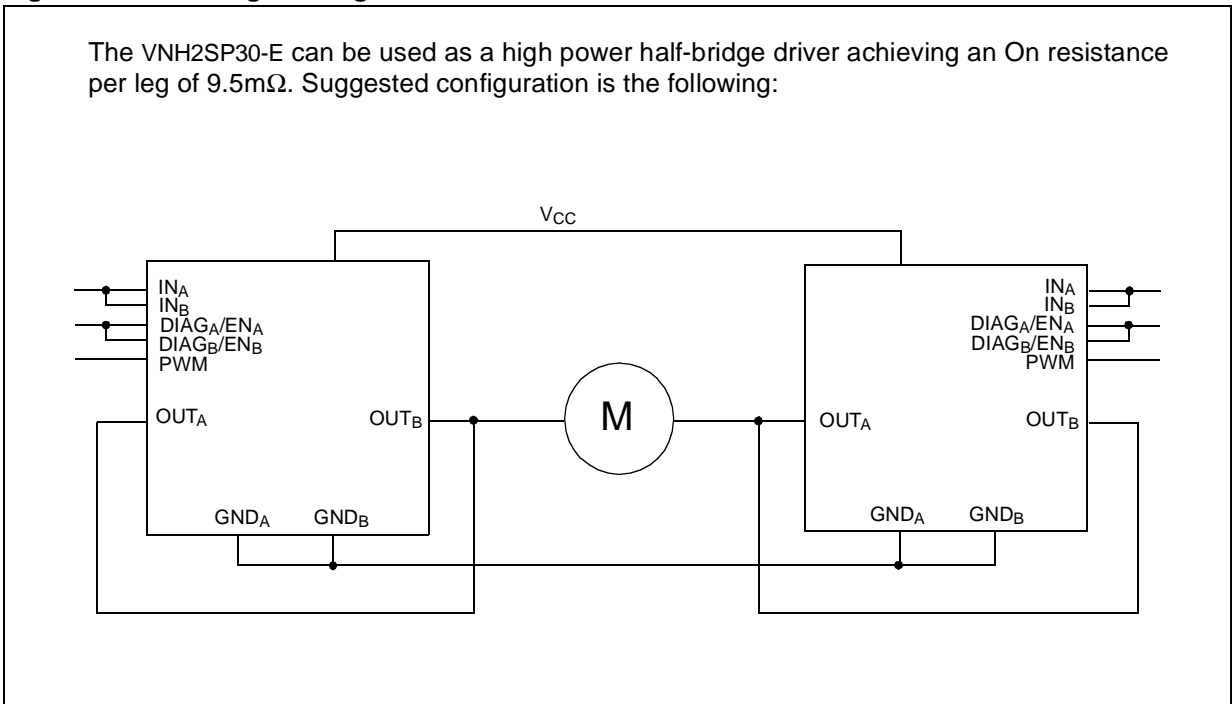 The VNH2SP30-E can be used as a high power half-bridge driver achieving an On resistance
per leg of 9.5mΩ. Suggested configuration is the following:
VCC
INA
INB
DIAGA/ENA
DIAGB/ENB
PWM
OUTA
OUTB
GNDA GNDB
M
INA
INB
DIAGA/ENA
DIAGB/ENB
PWM
OUTA
OUTB
GNDA GNDB